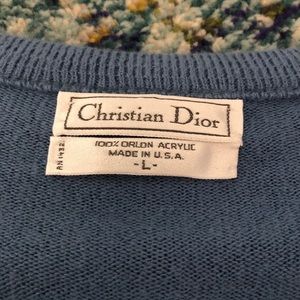 Christian Dior
100% ORLON ACRYLIC
MADE IN U.S.A.
-L-